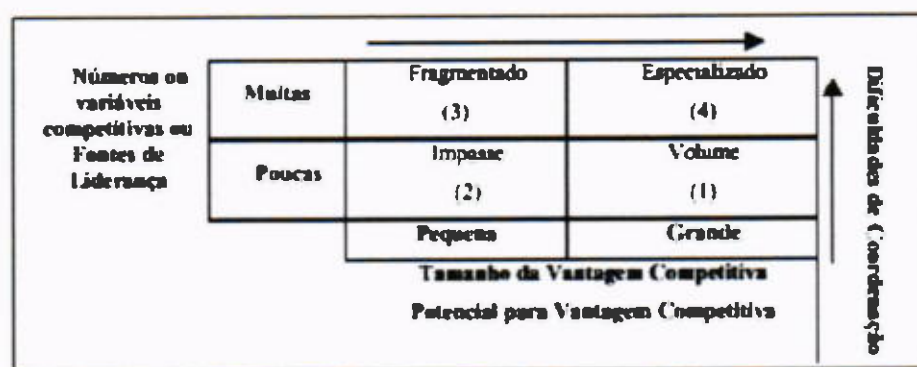 Números ou
variáveis
competitivas ou
Fontes de
Liderança
Muitas
Fragmentado
(3)
Especializado
(4)
Poucas
Impasse
(2)
Volume
(1)
Pequena
Grande
Tamanho da Vantagem Competitiva
Potencial para Vantagem Competitiva
Dificuldades de Coordenação